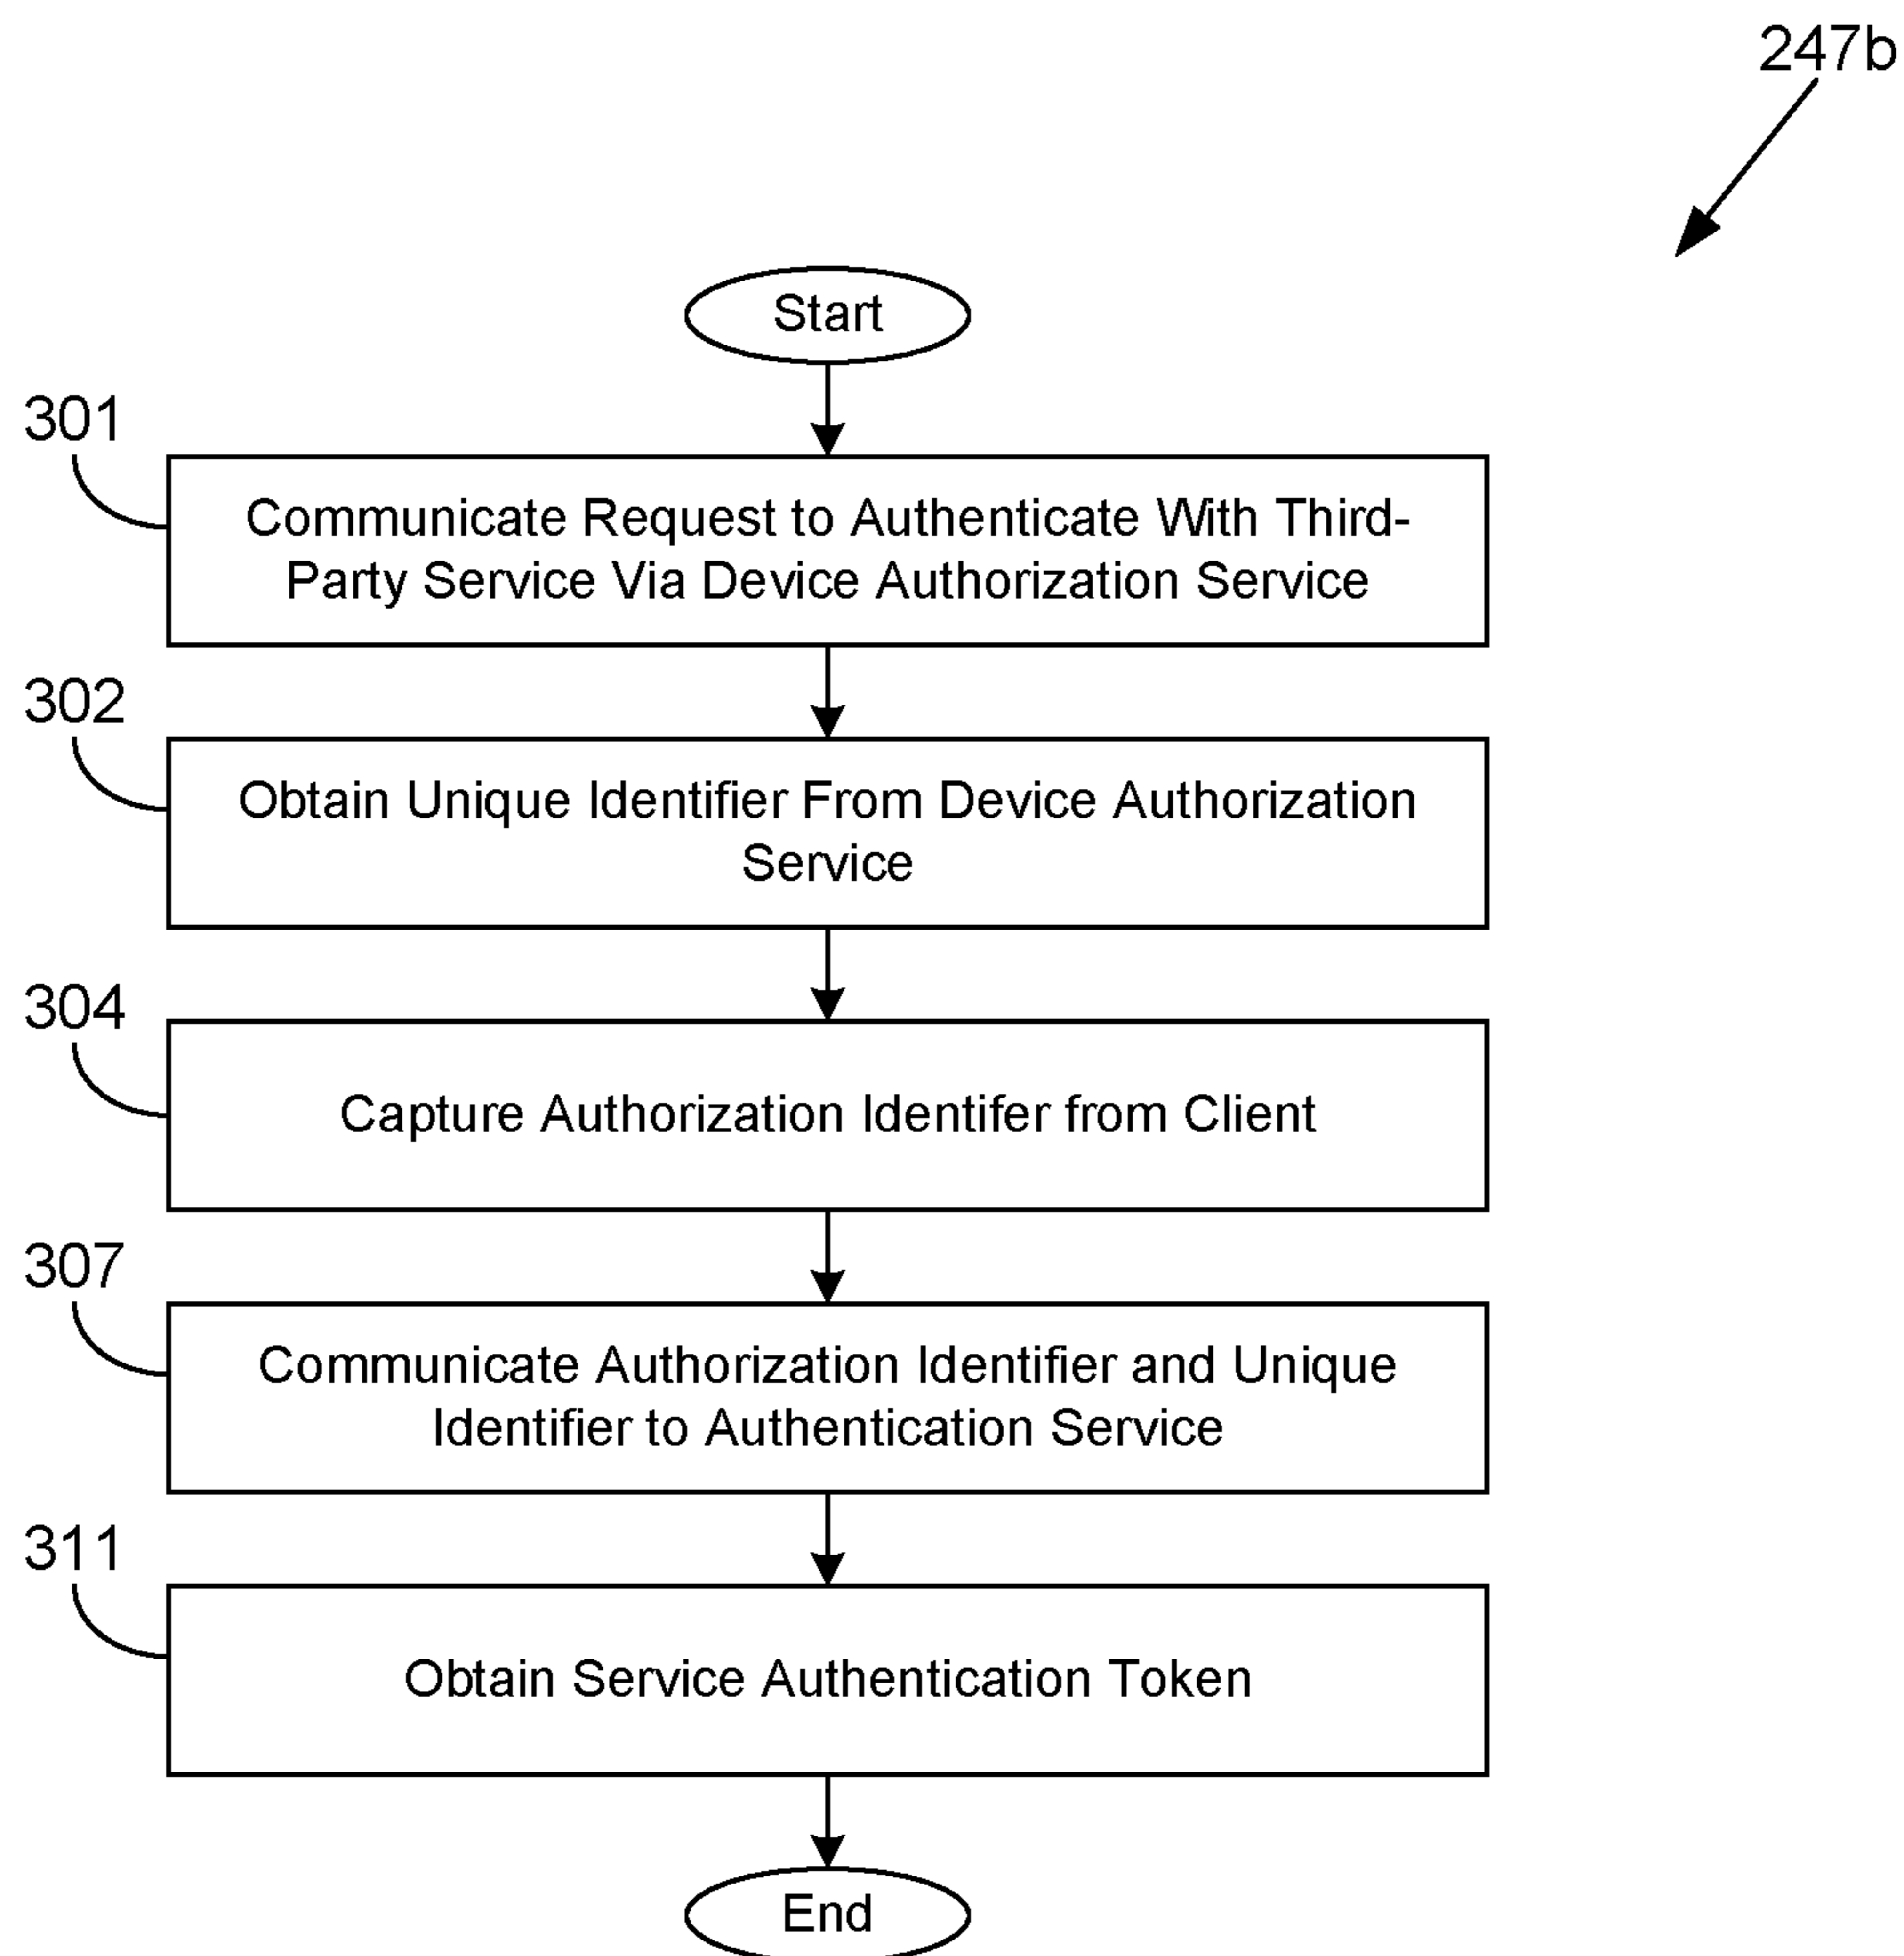 247b
Start
301
Communicate Request to Authenticate With Third-
Party Service Via Device Authorization Service
302
Obtain Unique Identifier From Device Authorization
Service
304
Capture Authorization Identifer from Client
307
Communicate Authorization Identifier and Unique
Identifier to Authentication Service
311
Obtain Service Authentication Token
End